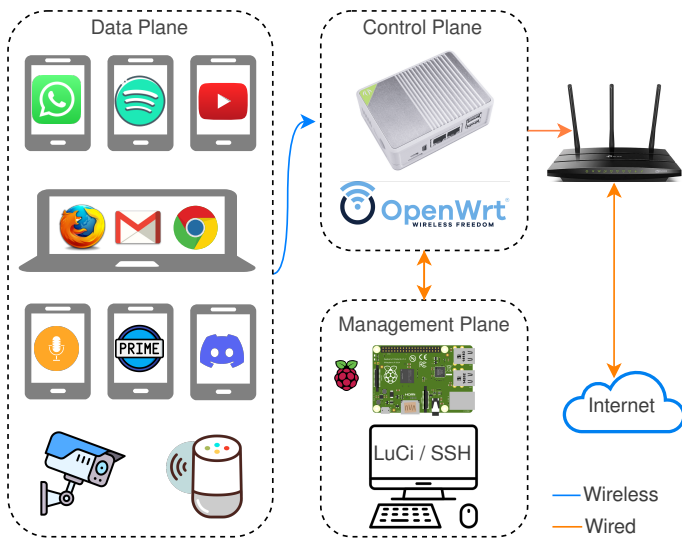 Data Plane
Control Plane
OpenWrt
WIRELESS FREEDOM
PRIME
Management Plane
LuCi / SSH
Internet
Wireless
Wired